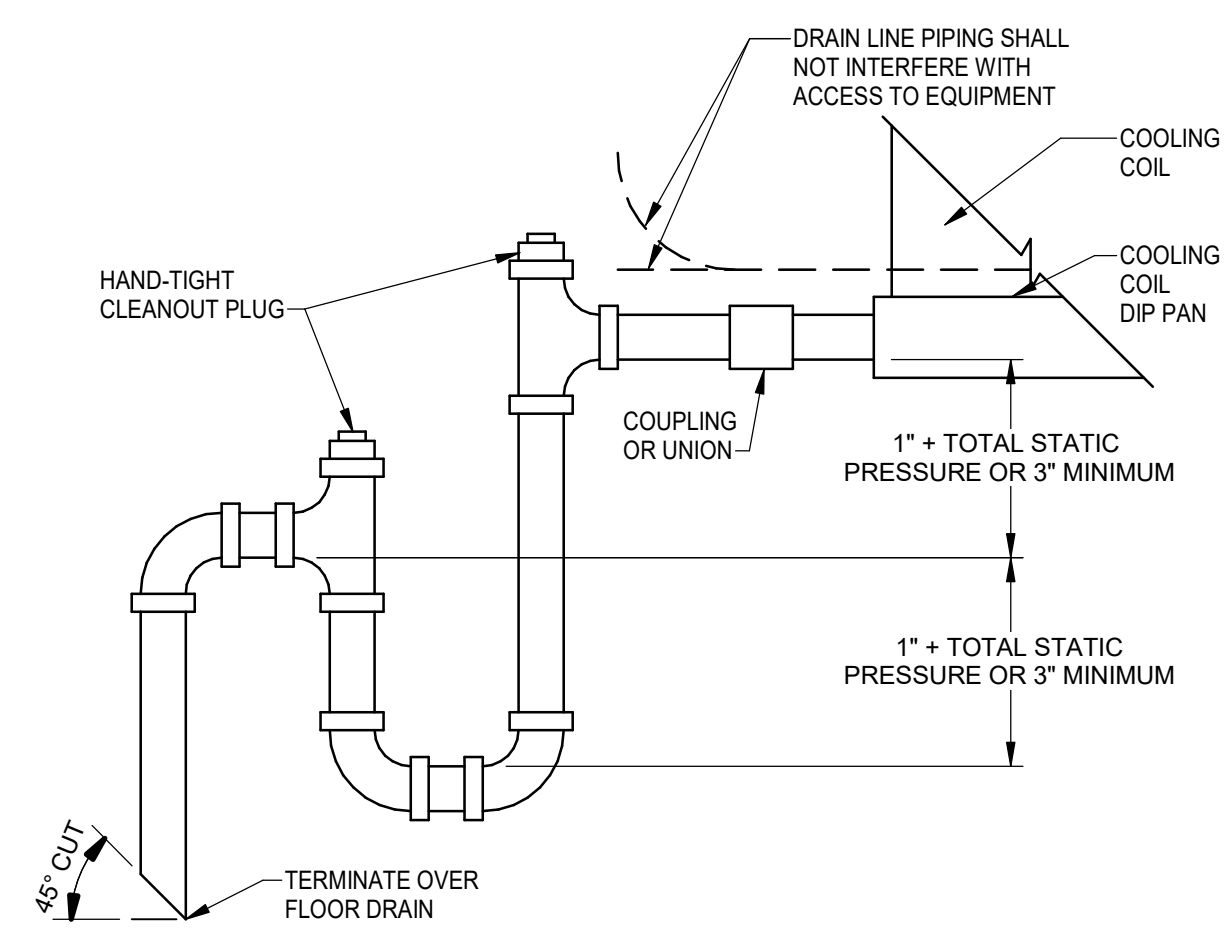 DRAIN LINE PIPING SHALL
NOT INTERFERE WITH
ACCESS TO EQUIPMENT
COOLING
COIL
COOLING
COIL
DIP PAN
HAND-TIGHT
CLEANOUT PLUG
COUPLING
OR UNION
1" + TOTAL STATIC
PRESSURE OR 3" MINIMUM
1" + TOTAL STATIC
PRESSURE OR 3" MINIMUM
45° CUT
TERMINATE OVER
FLOOR DRAIN